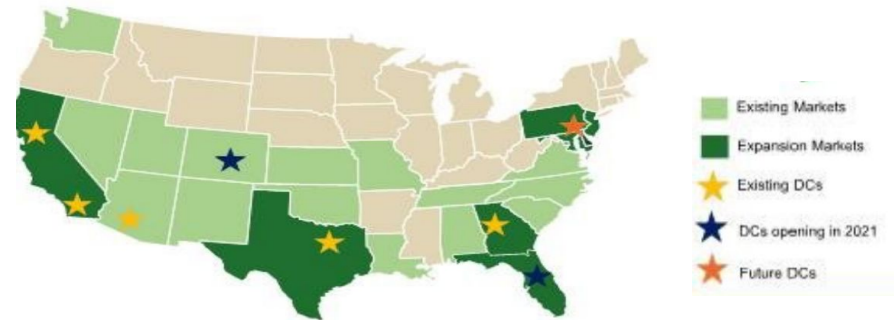 Existing Markets
Expansion Markets
Existing DCs
DCs opening in 2021
Future DCs